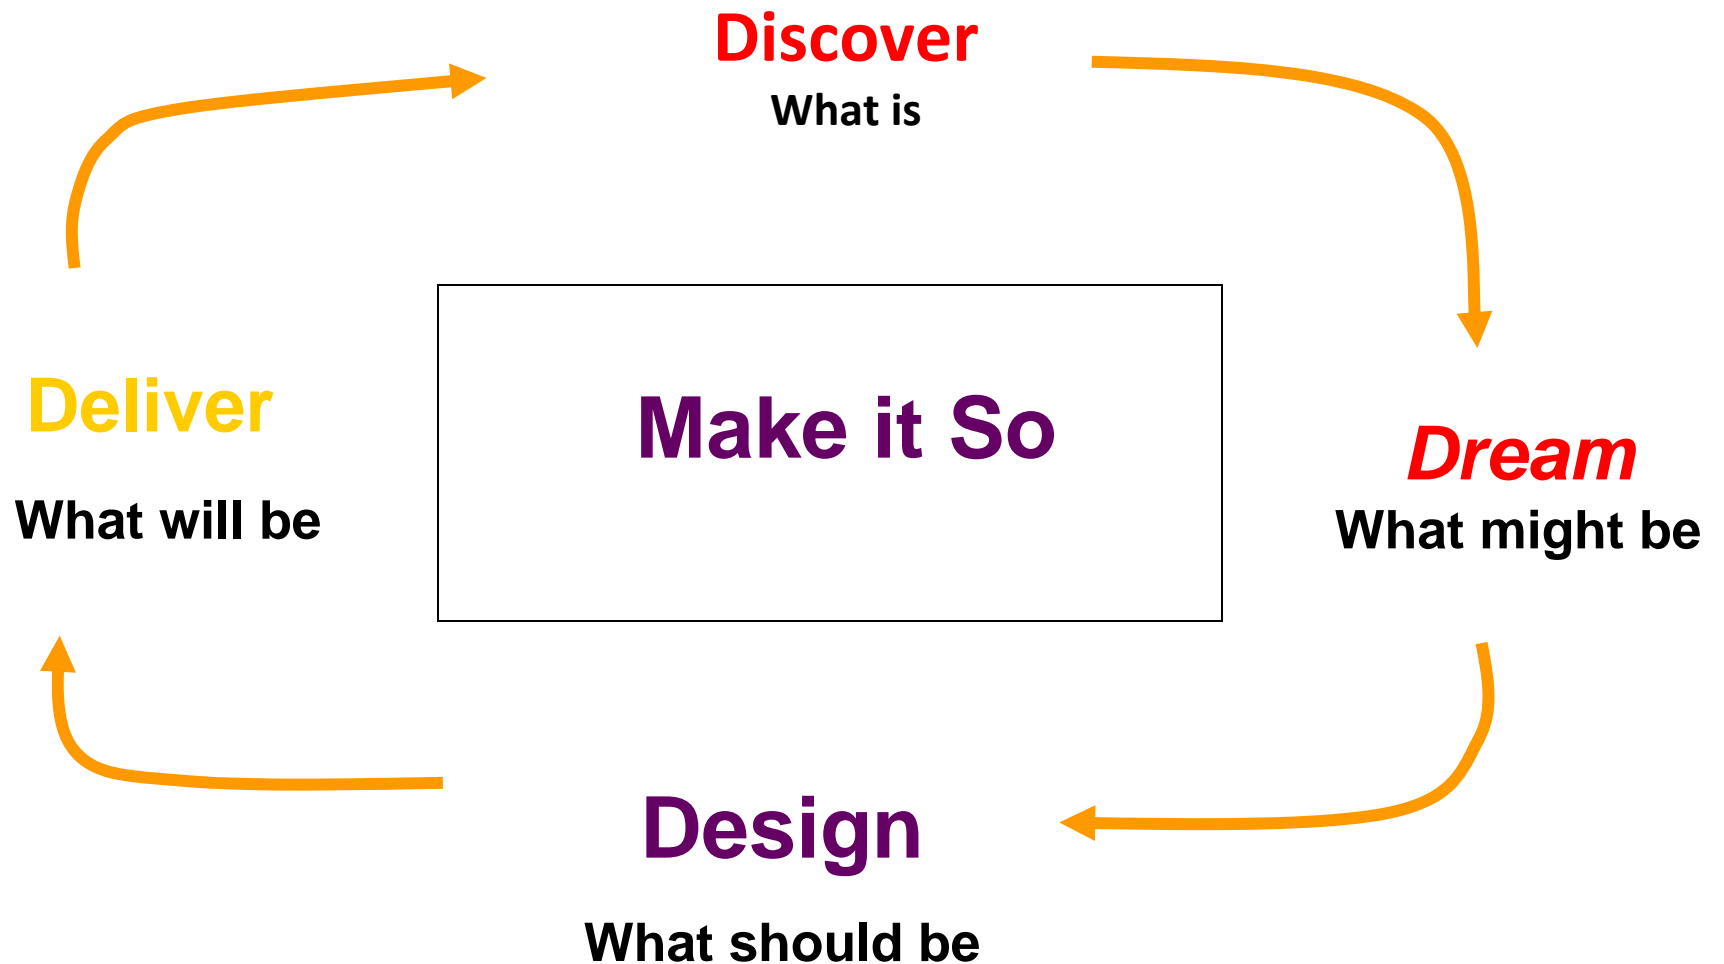 Discover
What is
Deliver
What will be
Make it So
Dream
What might be
Design
What should be